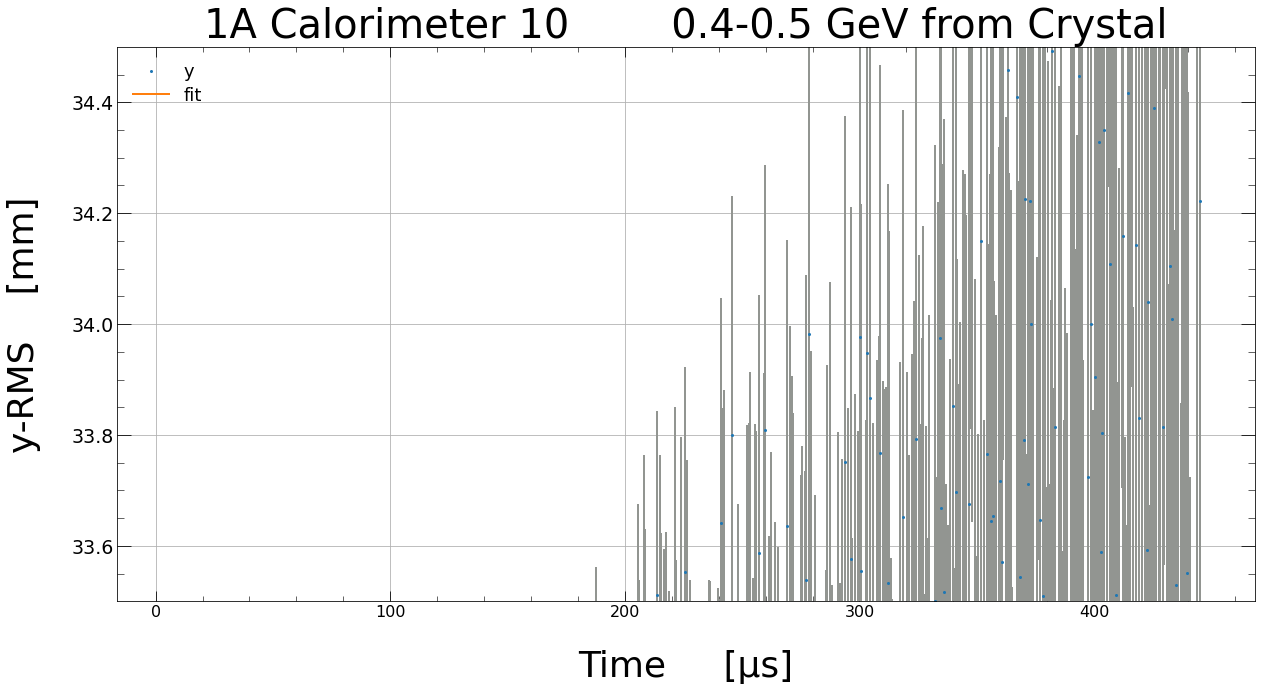 1A Calorimeter 10 0.4-0.5 GeV from Crystal
y
fit
34.4
34.2
34.0
33.8
33.6
y-RMS [mm]
0 100 200 300 400
Time [µs]